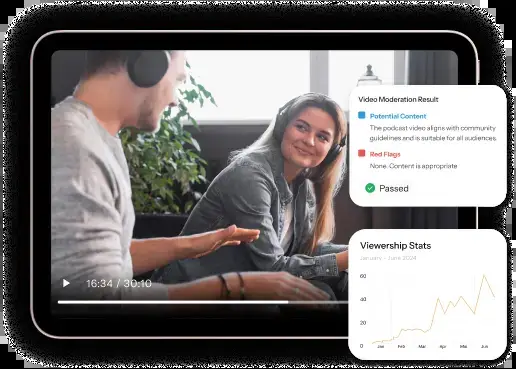 Video Moderation Result
Potential Content
The podcast video aligns with community
guidelines and is suitable for all audiences.
Red Flags
None. Content is appropriate
Passed
16:34 / 30:10
Viewership Stats
January - June 2024
60
40
20
0
Jan Feb Mar Apr Mei Jun